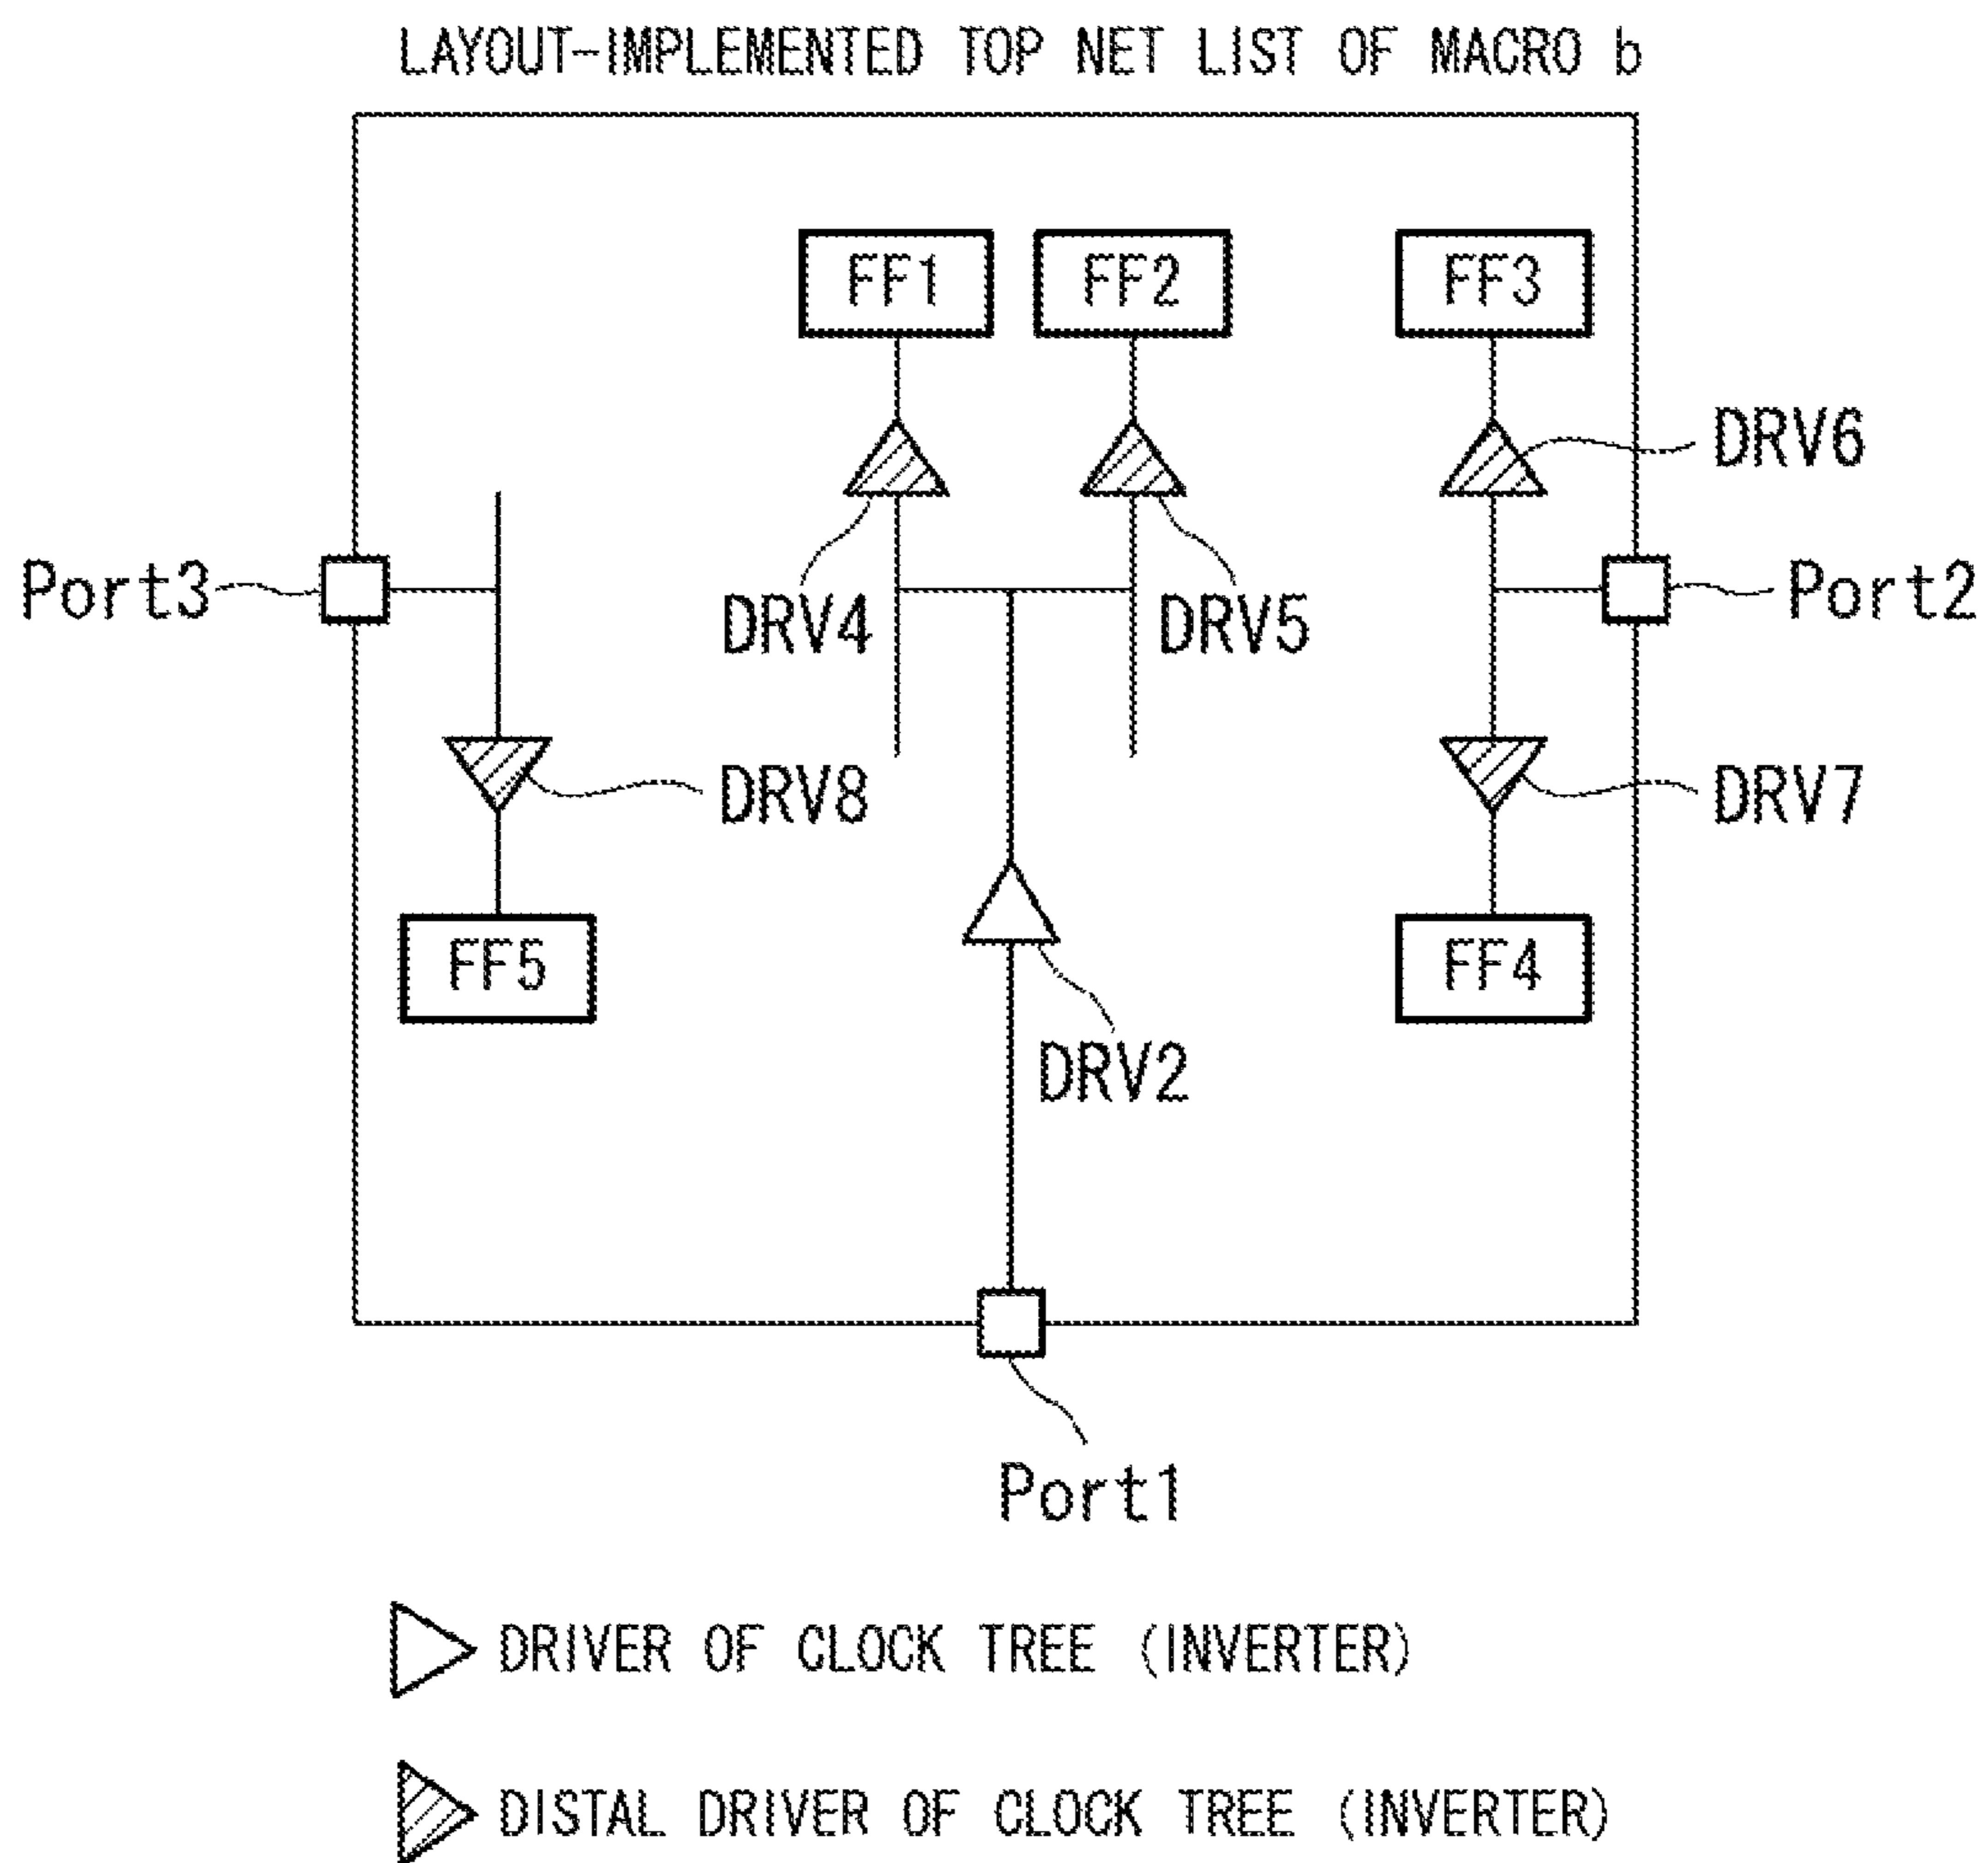 LAYOUT-IMPLEMENTED TOP NET LIST OF MACRO b
FF1 FF2 FF3
DRV6
Port3 DRV4 DRV5 Port2
DRV8 DRV7
FF5 FF4
DRV2
Port1
DRIVER OF CLOCK TREE (INVERTER)
DISTAL DRIVER OF CLOCK TREE (INVERTER)